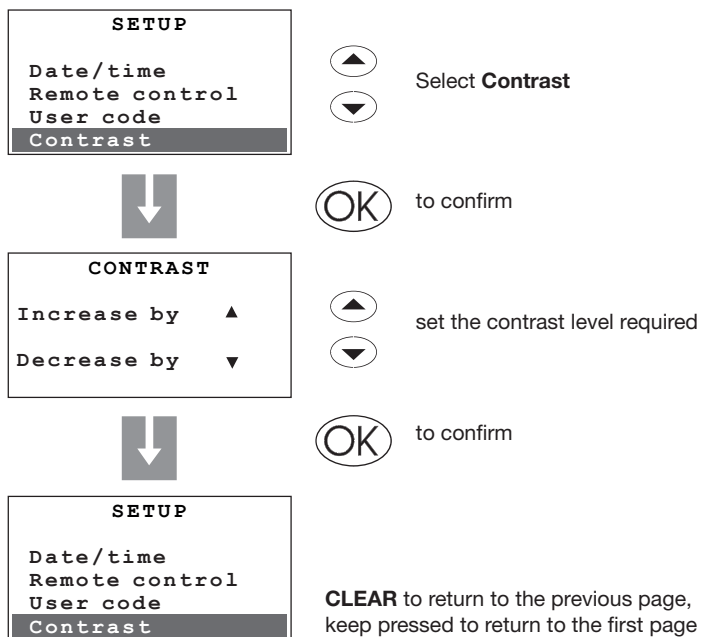 SETUP
Date/time
Remote control
User code
Contrast
Select Contrast
OK to confirm
CONTRAST
Increase by ▲
Decrease by ▼
set the contrast level required
OK to confirm
SETUP
Date/time
Remote control
User code
Contrast
CLEAR to return to the previous page,
keep pressed to return to the first page